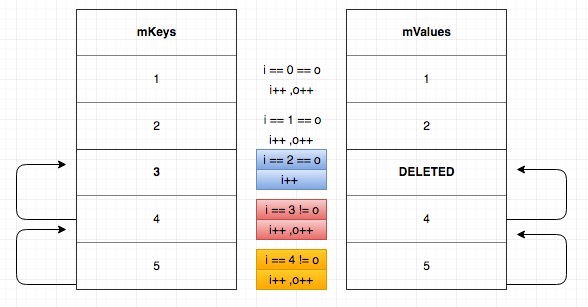 mKeys
mValues
1
i == 0 == o
i++ ,o++
1
2
i == 1 == o
i++ ,o++
2
3
i == 2 == o
i++
DELETED
4
i == 3 != o
i++ ,o++
4
5
i == 4 != o
i++ ,o++
5